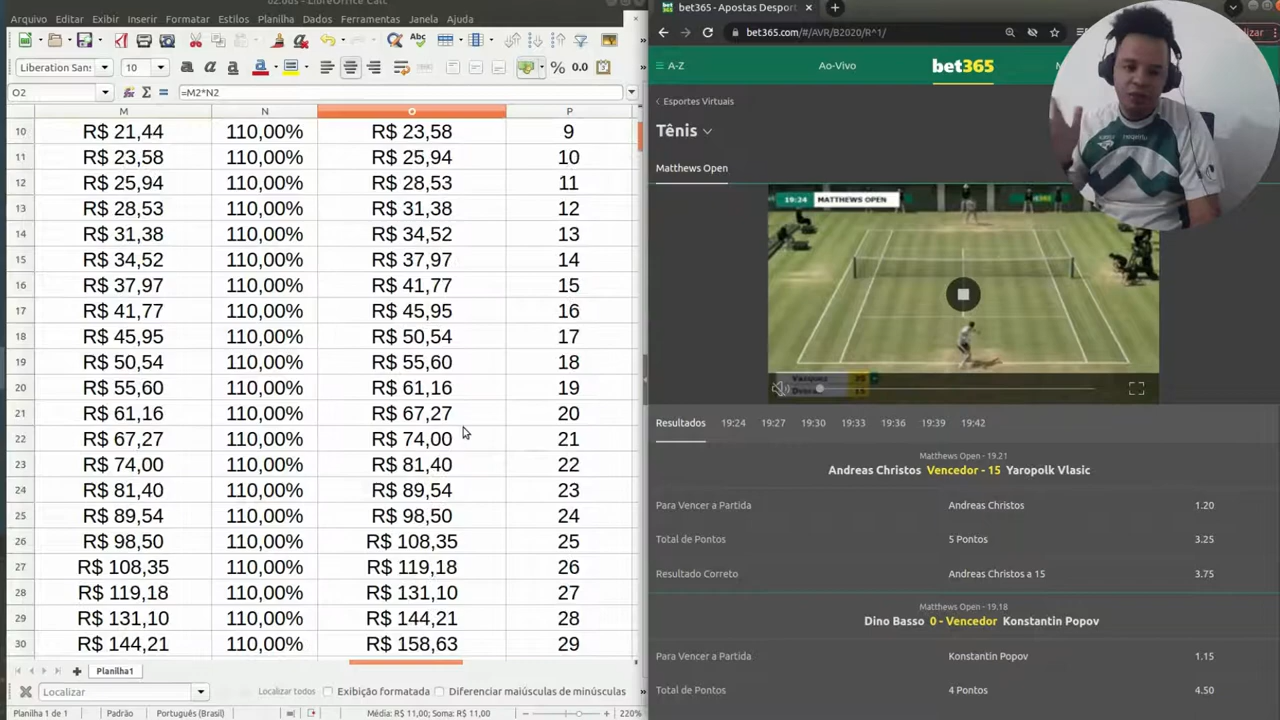 02.ods - LibreOffice Calc
Arquivo Editar Exibir Inserir Formatar Estilos Planilha Dados Ferramentas Janela Ajuda
Liberation Sans 10
% 0.0
O2 =M2*N2
M N O P
10 R$ 21,44 110,00% R$ 23,58 9
11 R$ 23,58 110,00% R$ 25,94 10
12 R$ 25,94 110,00% R$ 28,53 11
13 R$ 28,53 110,00% R$ 31,38 12
14 R$ 31,38 110,00% R$ 34,52 13
15 R$ 34,52 110,00% R$ 37,97 14
16 R$ 37,97 110,00% R$ 41,77 15
17 R$ 41,77 110,00% R$ 45,95 16
18 R$ 45,95 110,00% R$ 50,54 17
19 R$ 50,54 110,00% R$ 55,60 18
20 R$ 55,60 110,00% R$ 61,16 19
21 R$ 61,16 110,00% R$ 67,27 20
22 R$ 67,27 110,00% R$ 74,00 21
23 R$ 74,00 110,00% R$ 81,40 22
24 R$ 81,40 110,00% R$ 89,54 23
25 R$ 89,54 110,00% R$ 98,50 24
26 R$ 98,50 110,00% R$ 108,35 25
27 R$ 108,35 110,00% R$ 119,18 26
28 R$ 119,18 110,00% R$ 131,10 27
29 R$ 131,10 110,00% R$ 144,21 28
30 R$ 144,21 110,00% R$ 158,63 29
Planilha1
Localizar Localizar todos Exibição formatada Diferenciar maiúsculas de minúsculas
Planilha 1 de 1 Padrão Português (Brasil) Média: R$ 11,00; Soma: R$ 11,00 220%
bet365 - Apostas Desport
bet365.com/#/AVR/B2020/R^1/
A-Z Ao-Vivo bet365
Esportes Virtuais
Tênis
Matthews Open
19:24 MATTHEWS OPEN
Resultados 19:24 19:27 19:30 19:33 19:36 19:39 19:42
Matthews Open - 19.21
Andreas Christos Vencedor - 15 Yaropolk Vlasic
Para Vencer a Partida Andreas Christos 1.20
Total de Pontos 5 Pontos 3.25
Resultado Correto Andreas Christos a 15 3.75
Matthews Open - 19.18
Dino Basso 0 - Vencedor Konstantin Popov
Para Vencer a Partida Konstantin Popov 1.15
Total de Pontos 4 Pontos 4.50